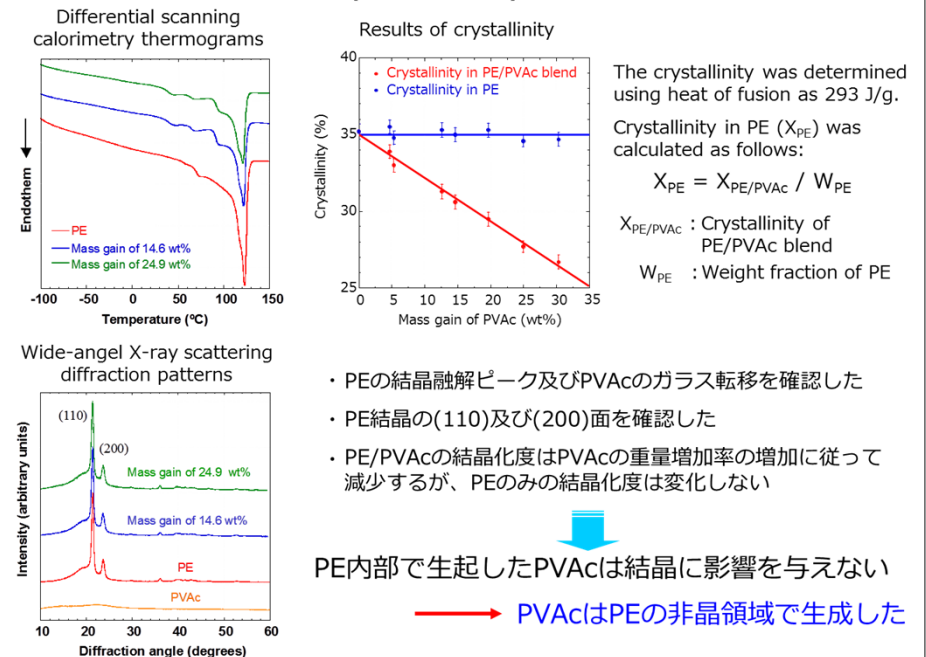 Differential scanning
calorimetry thermograms
Endothem
PE
Mass gain of 14.6 wt%
Mass gain of 24.9 wt%
-100
-50
0
50
100
150
Temperature (ºC)
Results of crystallinity
40
35
30
25
Crystallinity (%)
Crystallinity in PE/PVAc blend
Crystallinity in PE
0
5
10
15
20
25
30
35
Mass gain of PVAc (wt%)
The crystallinity was determined
using heat of fusion as 293 J/g.
Crystallinity in PE (XPE) was
calculated as follows:
XPE = XPE/PVAc / WPE
XPE/PVAc : Crystallinity of
PE/PVAc blend
WPE : Weight fraction of PE
Wide-angel X-ray scattering
diffraction patterns
Intensity (arbitrary units)
(110)
(200)
Mass gain of 24.9 wt%
Mass gain of 14.6 wt%
PE
PVAc
10
20
30
40
50
60
Diffraction angle (degrees)
・PEの結晶融解ピーク及びPVAcのガラス転移を確認した
・PE結晶の(110)及び(200)面を確認した
・PE/PVAcの結晶化度はPVAcの重量増加率の増加に従って
減少するが、PEのみの結晶化度は変化しない
PE内部で生起したPVAcは結晶に影響を与えない
PVAcはPEの非晶領域で生成した